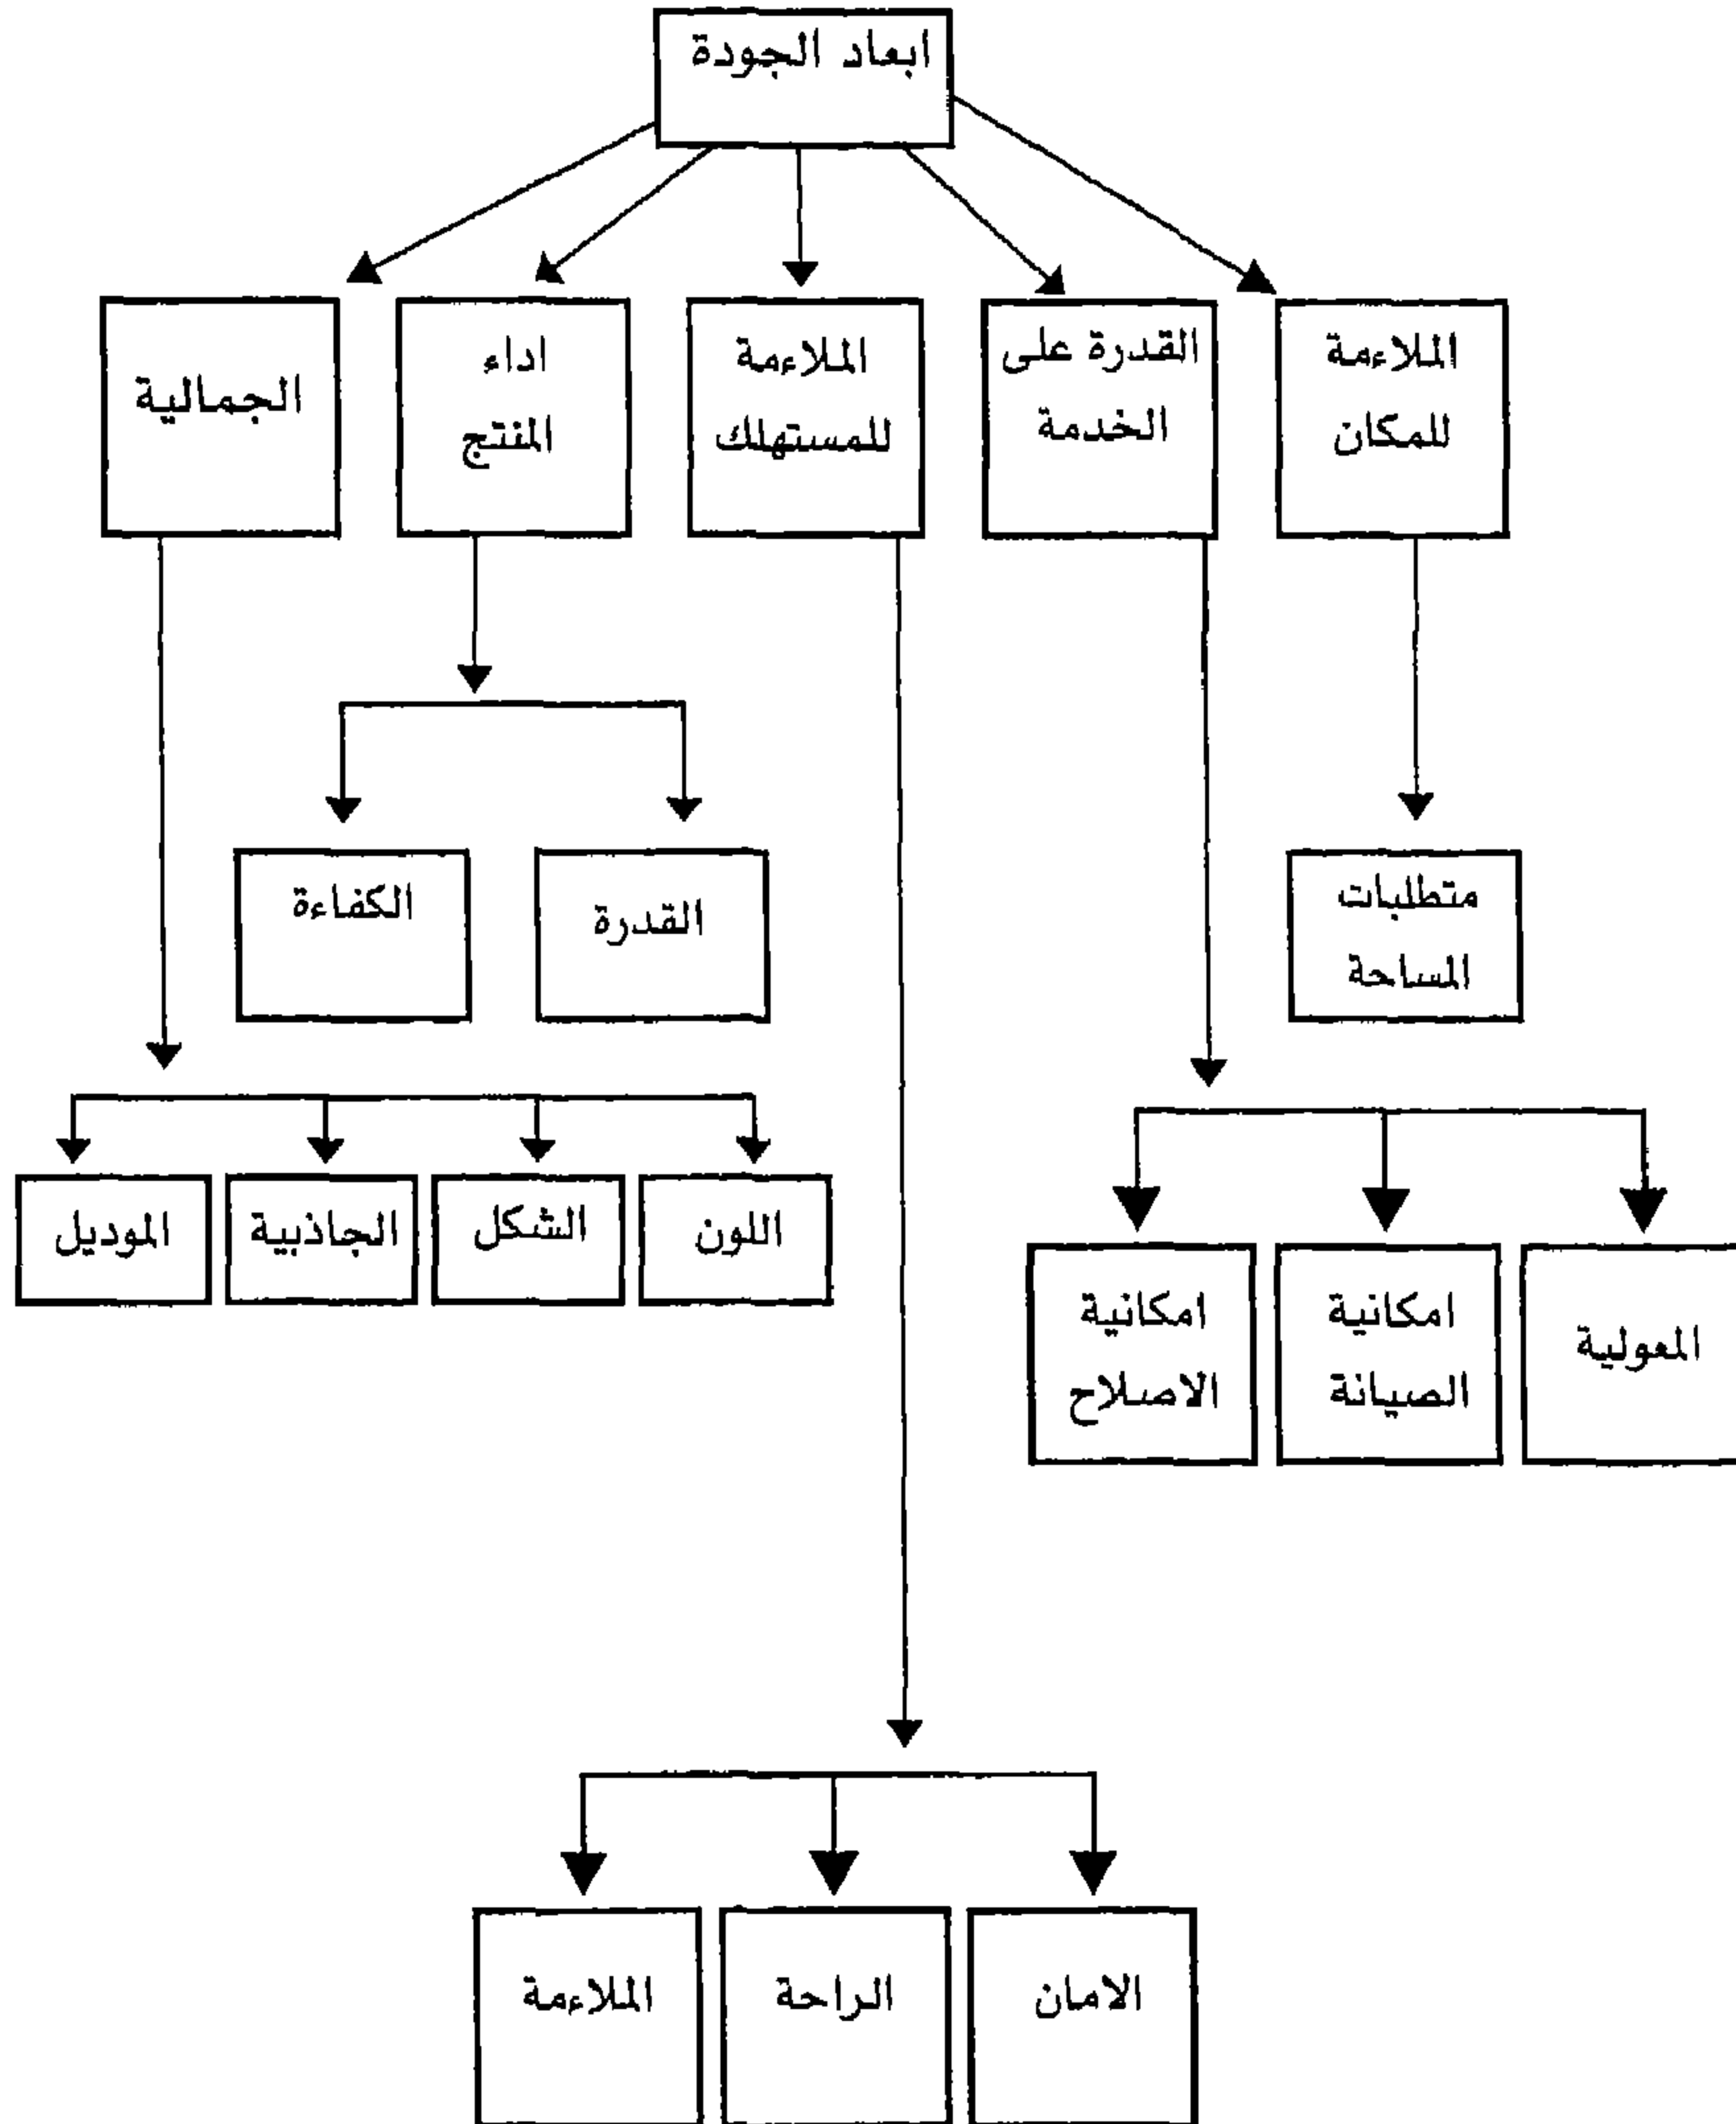 ابعاد الجودة
الملاءمة
للمكان
القدرة على
الخدمة
الملاءمة
للمستهلك
اداء
المنتج
الجمالية
متطلبات
المساحة
القدرة
الكفاءة
اللون
الشكل
الجاذبية
الموديل
المعولية
امكانية
الصيانة
امكانية
الاصلاح
الامان
الراحة
الملاءمة